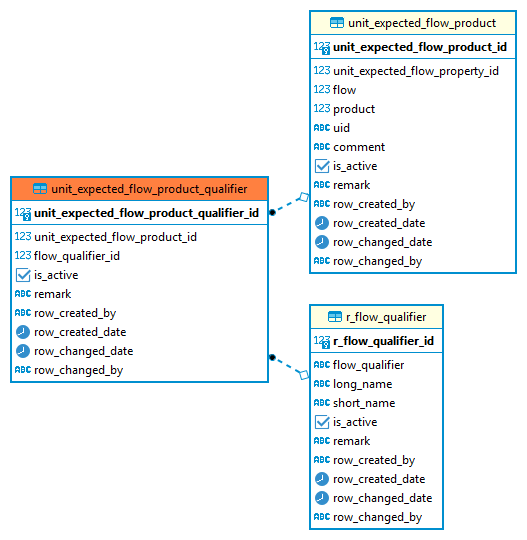 unit_expected_flow_product
123 unit_expected_flow_product_id
123 unit_expected_flow_property_id
123 flow
123 product
ABC uid
ABC comment
is_active
ABC remark
ABC row_created_by
row_created_date
row_changed_date
ABC row_changed_by
unit_expected_flow_product_qualifier
123 unit_expected_flow_product_qualifier_id
123 unit_expected_flow_product_id
123 flow_qualifier_id
is_active
ABC remark
ABC row_created_by
row_created_date
row_changed_date
ABC row_changed_by
r_flow_qualifier
123 r_flow_qualifier_id
ABC flow_qualifier
ABC long_name
ABC short_name
is_active
ABC remark
ABC row_created_by
row_created_date
row_changed_date
ABC row_changed_by